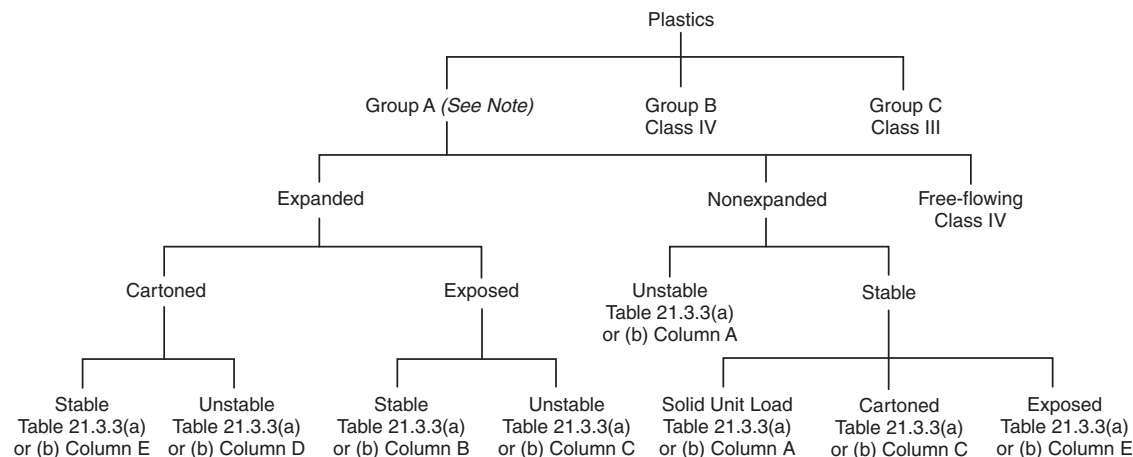 Plastics
Group A (See Note)
Group B
Class IV
Group C
Class III
Expanded
Nonexpanded
Free-flowing
Class IV
Cartoned
Exposed
Unstable
Table 21.3.3(a)
or (b) Column A
Stable
Stable
Table 21.3.3(a)
or (b) Column E
Unstable
Table 21.3.3(a)
or (b) Column D
Stable
Table 21.3.3(a)
or (b) Column B
Unstable
Table 21.3.3(a)
or (b) Column C
Solid Unit Load
Table 21.3.3(a)
or (b) Column A
Cartoned
Table 21.3.3(a)
or (b) Column C
Exposed
Table 21.3.3(a)
or (b) Column E